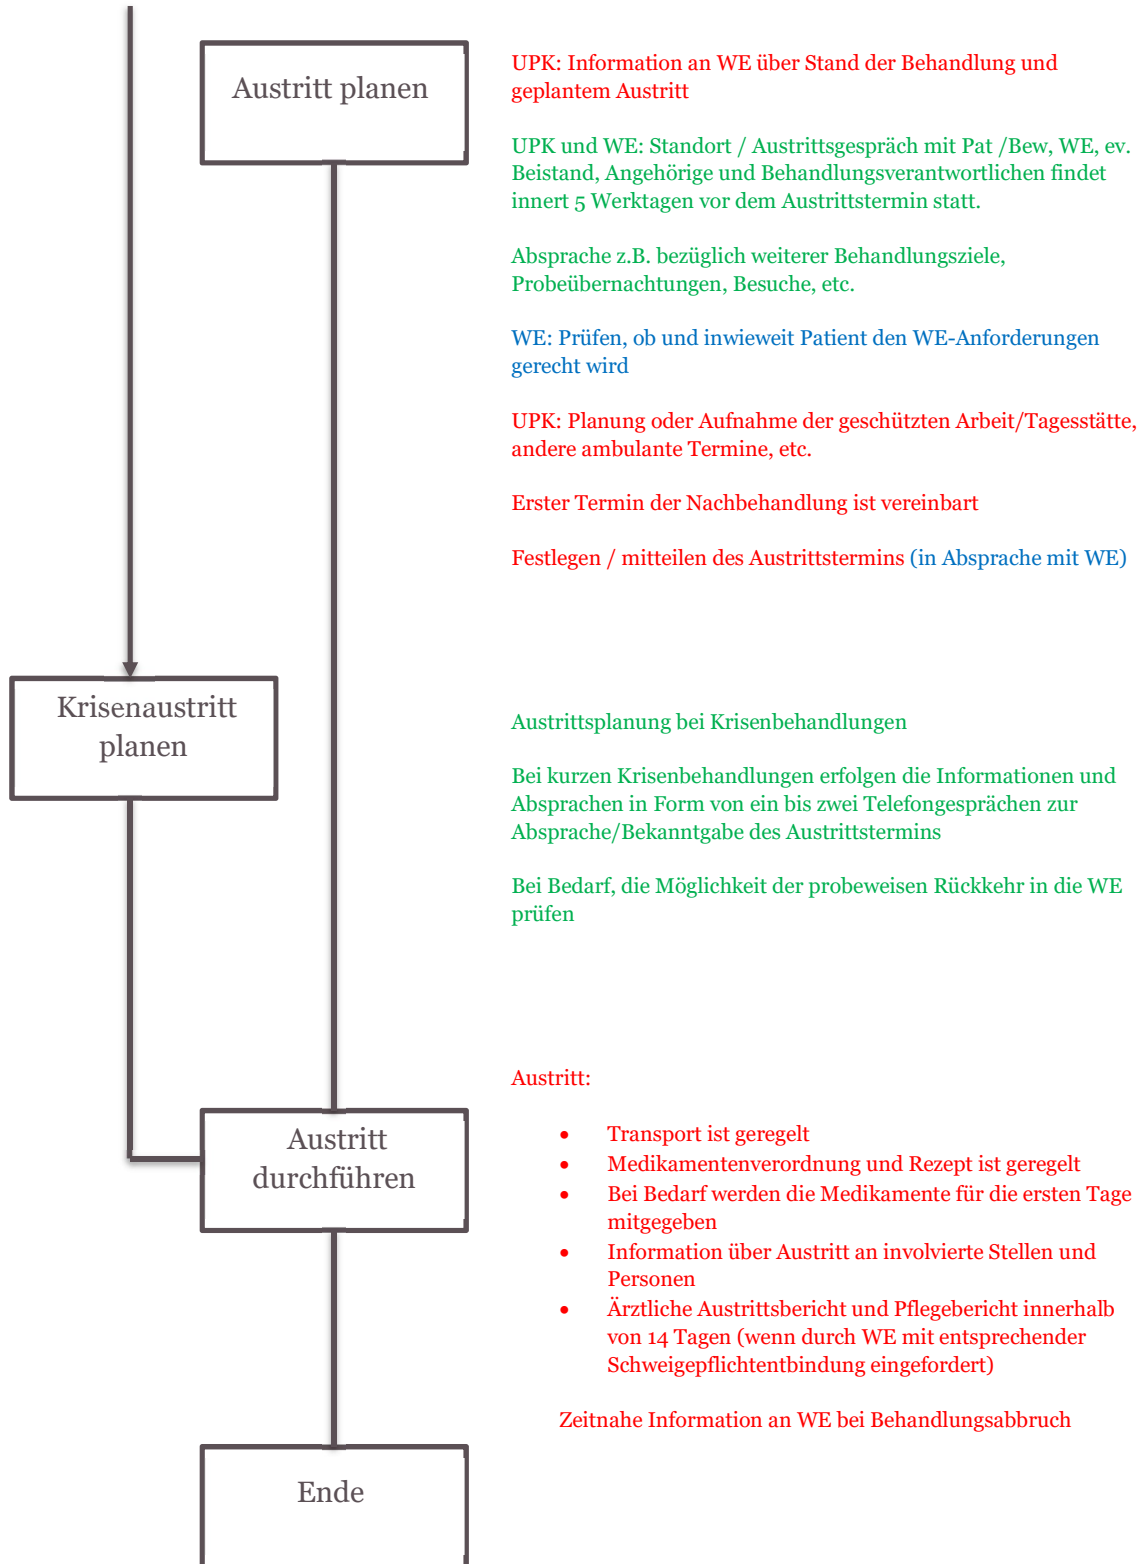 Austritt planen
UPK: Information an WE über Stand der Behandlung und
geplantem Austritt
UPK und WE: Standort / Austrittsgespräch mit Pat /Bew, WE, ev.
Beistand, Angehörige und Behandlungsverantwortlichen findet
innert 5 Werktagen vor dem Austrittstermin statt.
Absprache z.B. bezüglich weiterer Behandlungsziele,
Probeübernachtungen, Besuche, etc.
WE: Prüfen, ob und inwieweit Patient den WE-Anforderungen
gerecht wird
UPK: Planung oder Aufnahme der geschützten Arbeit/Tagesstätte,
andere ambulante Termine, etc.
Erster Termin der Nachbehandlung ist vereinbart
Festlegen / mitteilen des Austrittstermins (in Absprache mit WE)
Krisenaustritt
planen
Austrittsplanung bei Krisenbehandlungen
Bei kurzen Krisenbehandlungen erfolgen die Informationen und
Absprachen in Form von ein bis zwei Telefongesprächen zur
Absprache/Bekanntgabe des Austrittstermins
Bei Bedarf, die Möglichkeit der probeweisen Rückkehr in die WE
prüfen
Austritt
durchführen
Austritt:
• Transport ist geregelt
• Medikamentenverordnung und Rezept ist geregelt
• Bei Bedarf werden die Medikamente für die ersten Tage
mitgegeben
• Information über Austritt an involvierte Stellen und
Personen
• Ärztliche Austrittsbericht und Pflegebericht innerhalb
von 14 Tagen (wenn durch WE mit entsprechender
Schweigepflichtentbindung eingefordert)
Zeitnahe Information an WE bei Behandlungsabbruch
Ende